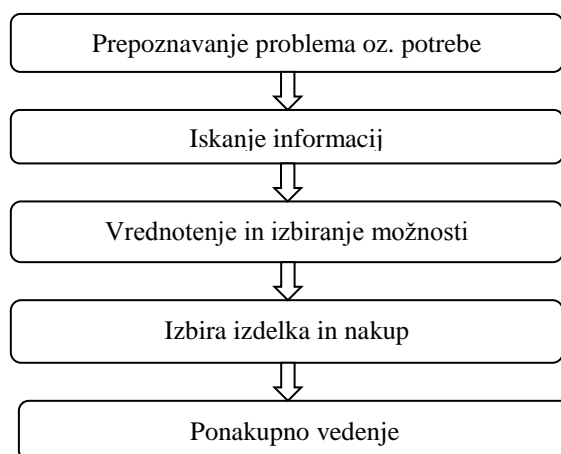 Prepoznavanje problema oz. potrebe
Iskanje informacij
Vrednotenje in izbiranje možnosti
Izbira izdelka in nakup
Ponakupno vedenje